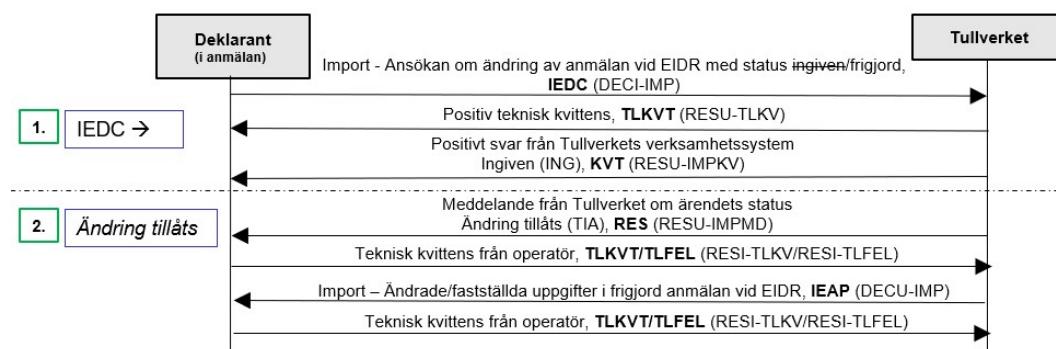 Deklarant
(i anmälan)
Tullverket
Import - Ansökan om ändring av anmälan vid EIDR med status ingiven/frigjord,
IEDC (DECI-IMP)
1.
IEDC →
Positiv teknisk kvittens, TLKVT (RESU-TLKV)
Positivt svar från Tullverkets verksamhetssystem
Ingiven (ING), KVT (RESU-IMPKV)
2.
Ändring tillåts
Meddelande från Tullverket om ärendets status
Ändring tillåts (TIA), RES (RESU-IMPMD)
Teknisk kvittens från operatör, TLKVT/TLFEL (RESI-TLKV/RESI-TLFEL)
Import – Ändrade/fastställda uppgifter i frigjord anmälan vid EIDR, IEAP (DECU-IMP)
Teknisk kvittens från operatör, TLKVT/TLFEL (RESI-TLKV/RESI-TLFEL)